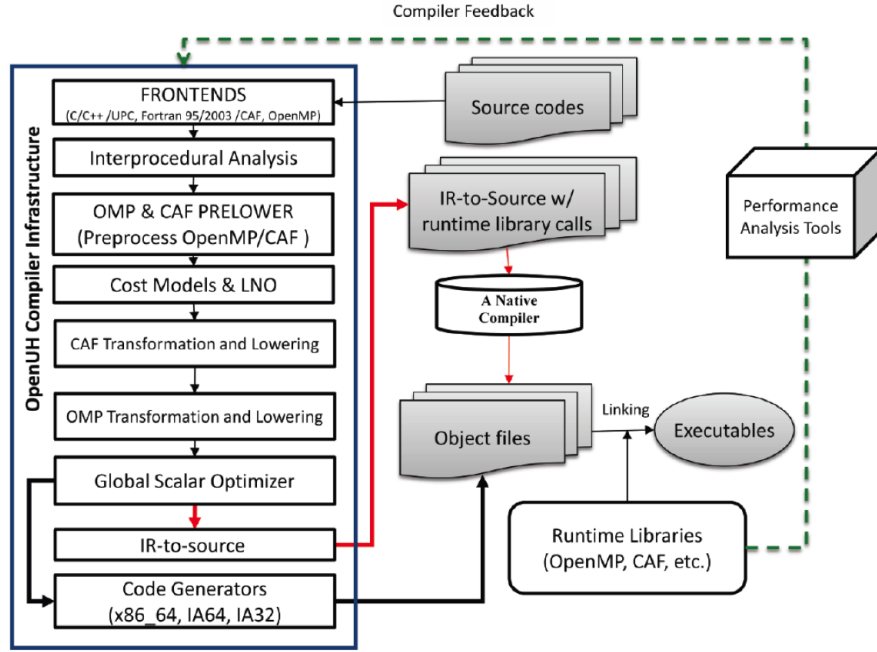 Compiler Feedback
OpenUH Compiler Infrastructure
FRONTENDS
(C/C++ /UPC, Fortran 95/2003 /CAF, OpenMP)
Interprocedural Analysis
OMP & CAF PRELOWER
(Preprocess OpenMP/CAF )
Cost Models & LNO
CAF Transformation and Lowering
OMP Transformation and Lowering
Global Scalar Optimizer
IR-to-source
Code Generators
(x86_64, IA64, IA32)
Source codes
IR-to-Source w/
runtime library calls
A Native
Compiler
Object files
Linking
Executables
Runtime Libraries
(OpenMP, CAF, etc.)
Performance
Analysis Tools